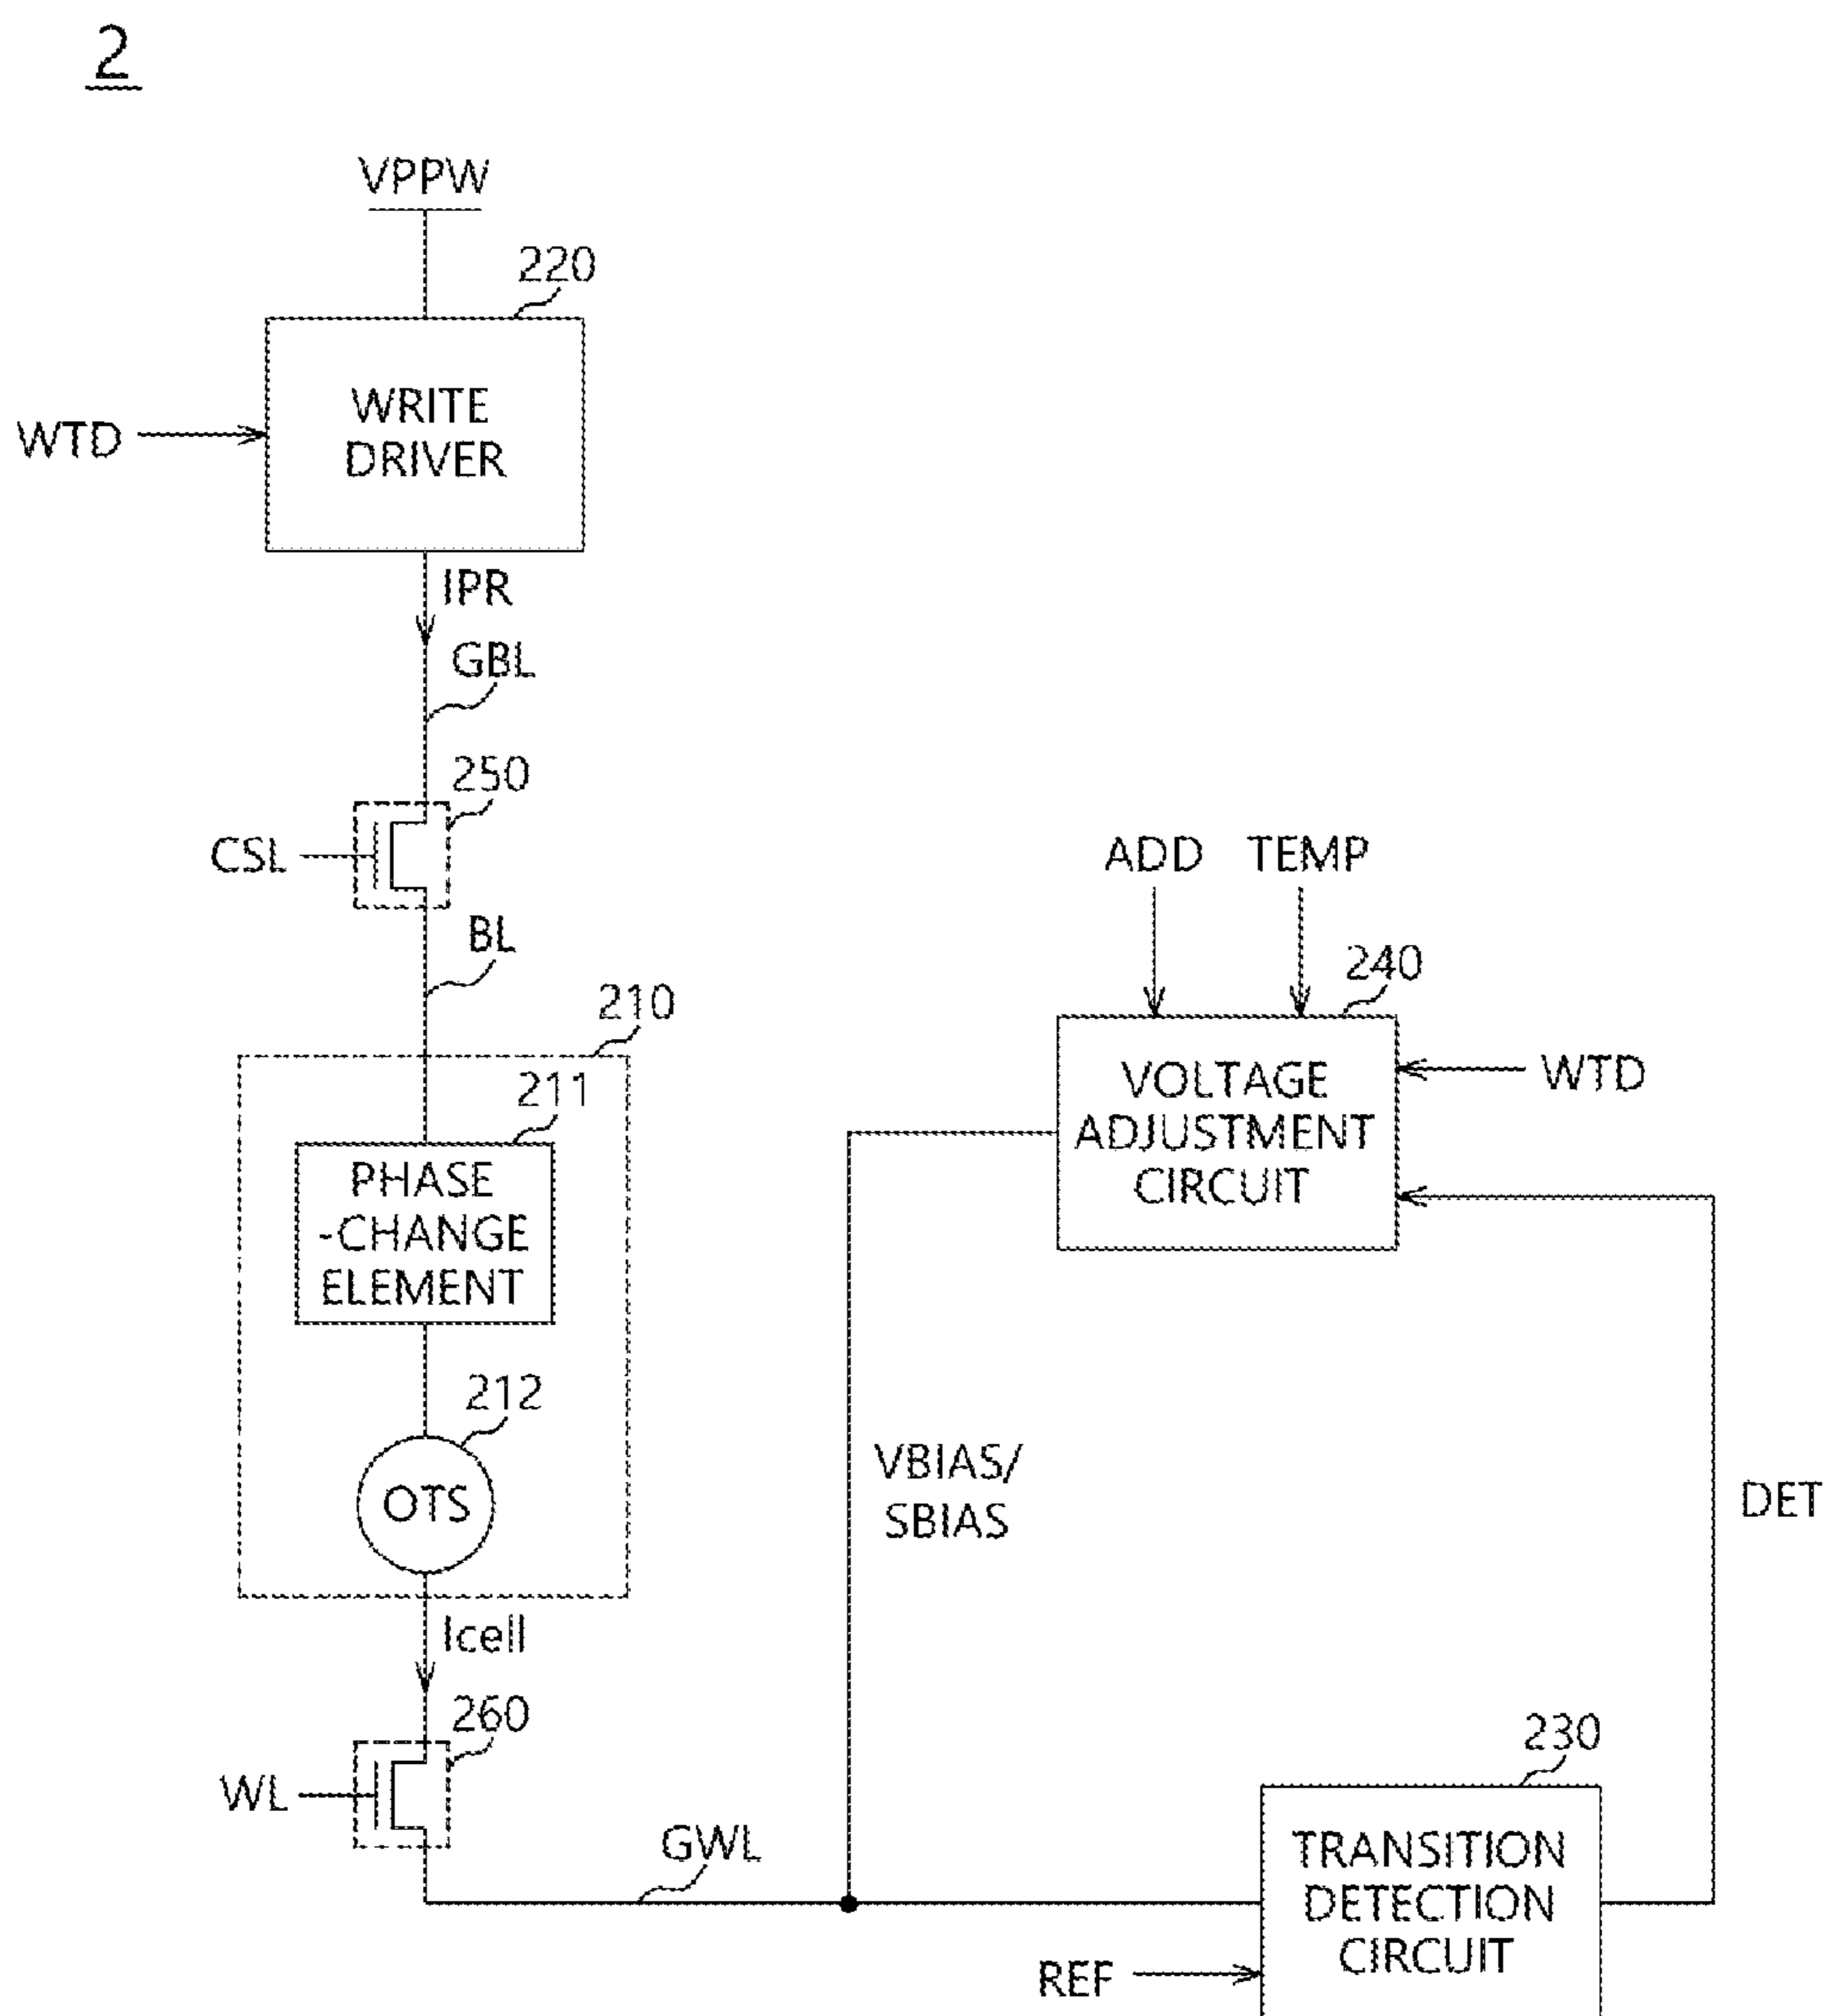 2
VPPW
220
WRITE
DRIVER
WTD
IPR
GBL
250
CSL
BL
210
211
PHASE
-CHANGE
ELEMENT
212
OTS
Icell
260
WL
GWL
ADD TEMP
240
VOLTAGE
ADJUSTMENT
CIRCUIT
WTD
VBIAS/
SBIAS
DET
230
TRANSITION
DETECTION
CIRCUIT
REF